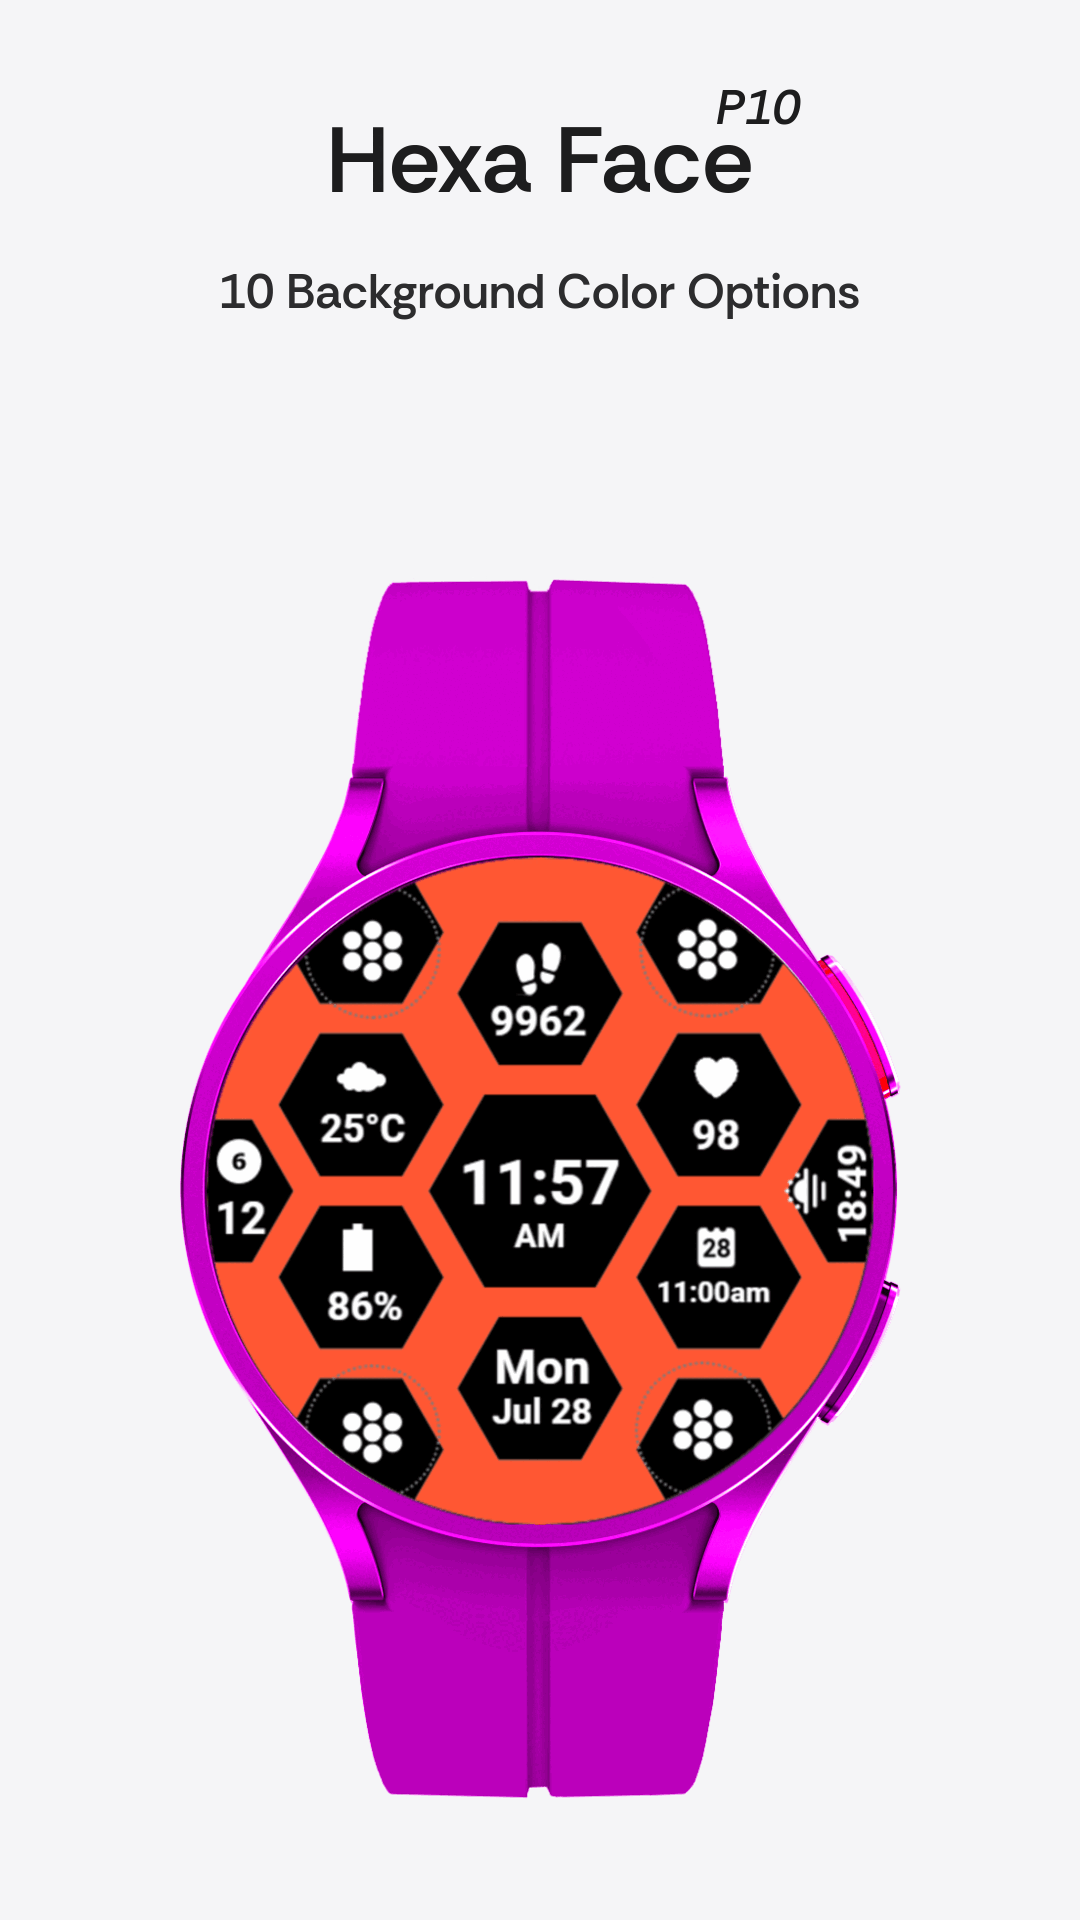 P10
Hexa Face
10 Background Color Options
9962
25°C
98
11:57
AM
6
12
18:49
28
11:00am
86%
Mon
Jul 28